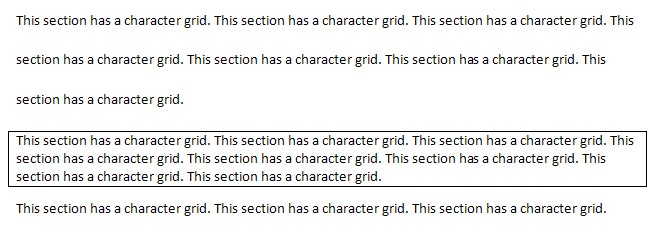 This section has a character grid. This section has a character grid. This section has a character grid. This
section has a character grid. This section has a character grid. This section has a character grid. This
section has a character grid.
This section has a character grid. This section has a character grid. This section has a character grid. This
section has a character grid. This section has a character grid. This section has a character grid. This
section has a character grid. This section has a character grid.
This section has a character grid. This section has a character grid. This section has a character grid.